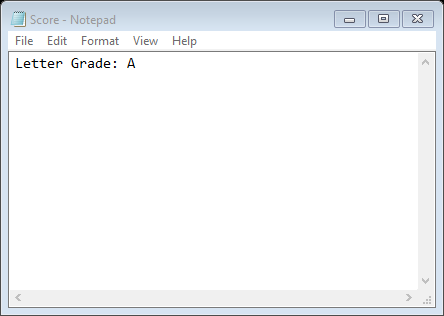 Score - Notepad
File Edit Format View Help
Letter Grade: A